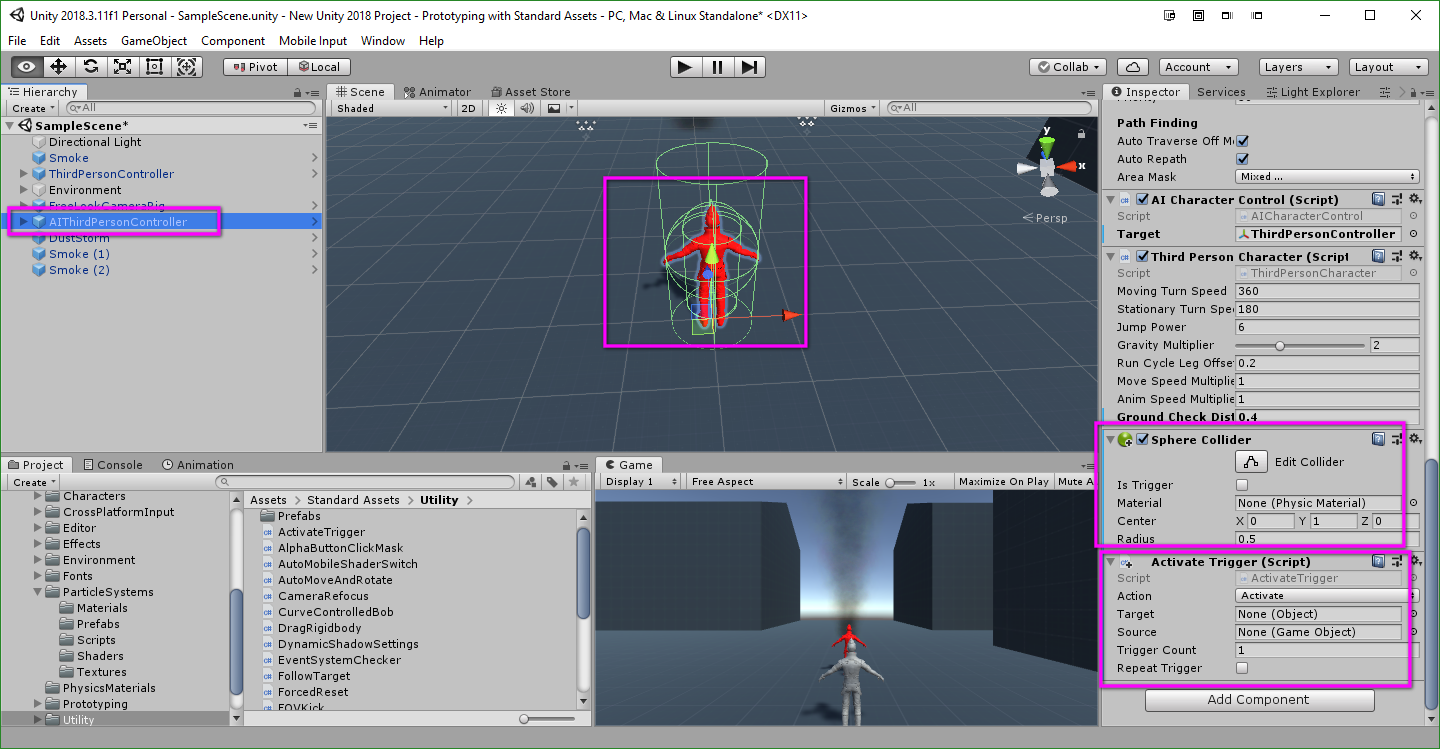 Unity 2018.3.11f1 Personal - SampleScene.unity - New Unity 2018 Project - Prototyping with Standard Assets - PC, Mac & Linux Standalone* <DX11>
File Edit Assets GameObject Component Mobile Input Window Help
Pivot Local Collab Account Layers Layout
Hierarchy
Create All
SampleScene*
Directional Light
Smoke
ThirdPersonController
Environment
FreeLookCameraRig
AIThirdPersonController
DustStorm
Smoke (1)
Smoke (2)
Scene Animator Asset Store
Shaded 2D Gizmos All
y
x
Persp
Inspector Services Light Explorer
Path Finding
Auto Traverse Off M
Auto Repath
Area Mask Mixed ...
AI Character Control (Script)
Script AICharacterControl
Target ThirdPersonController
Third Person Character (Script
Script ThirdPersonCharacter
Moving Turn Speed 360
Stationary Turn Spe 180
Jump Power 6
Gravity Multiplier 2
Run Cycle Leg Offset 0.2
Move Speed Multiplie 1
Anim Speed Multiplie 1
Ground Check Dist 0.4
Sphere Collider
Edit Collider
Is Trigger
Material None (Physic Material)
Center X 0 Y 1 Z 0
Radius 0.5
Activate Trigger (Script)
Script ActivateTrigger
Action Activate
Target None (Object)
Source None (Game Object)
Trigger Count 1
Repeat Trigger
Add Component
Project Console Animation
Create
Characters
CrossPlatformInput
Editor
Effects
Environment
Fonts
ParticleSystems
Materials
Prefabs
Scripts
Shaders
Textures
PhysicsMaterials
Prototyping
Utility
Assets Standard Assets Utility
Prefabs
ActivateTrigger
AlphaButtonClickMask
AutoMobileShaderSwitch
AutoMoveAndRotate
CameraRefocus
CurveControlledBob
DragRigidbody
DynamicShadowSettings
EventSystemChecker
FollowTarget
ForcedReset
FOVKick
Game
Display 1 Free Aspect Scale 1x Maximize On Play Mute A